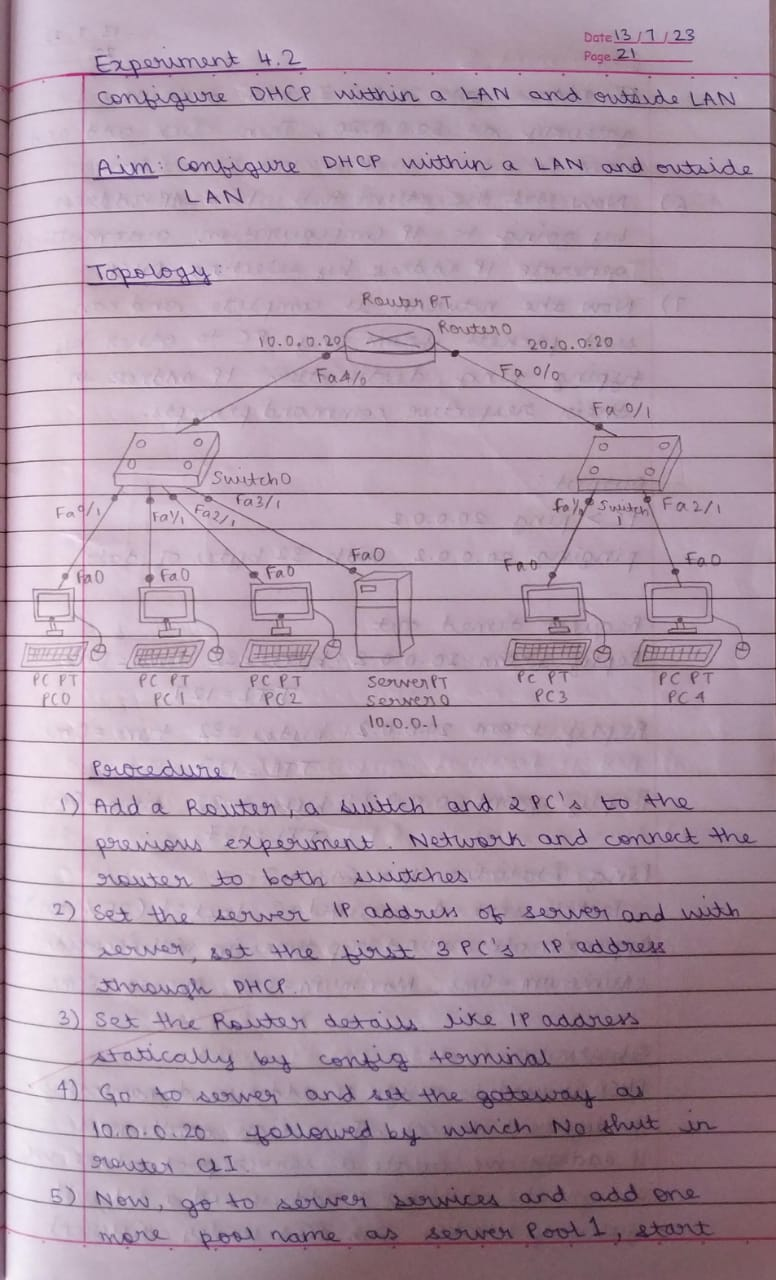 Date 13/7/23
Page 21
Experiment 4.2
Configure DHCP within a LAN and outside LAN
Aim: Configure DHCP within a LAN and outside
LAN
Topology:
RouterPT
Router0
10.0.0.20
20.0.0.20
Fa4/0
Fa0/0
Fa0/1
Switch0
Fa0/1
Fa1/1
Fa2/1
Fa3/1
Switch
1
Fa2/1
Fa0
Fa0
Fa0
Fa0
Fa0
Fa0
PC PT
PC PT
PC PT
ServerPT
PC PT
PC PT
PC0
PC1
PC2
Server0
PC3
PC4
10.0.0.1
Procedure
1) Add a Router, a switch and 2 PC's to the
previous experiment. Network and connect the
router to both switches
2) Set the server IP address of server and with
server, set the first 3 PC's IP address
through DHCP.
3) Set the Router details like IP address
statically by config terminal
4) Go to server and set the gateway as
10.0.0.20 followed by which No shut in
router CLI.
5) Now, go to server services and add one
more pool name as server Pool 1, start